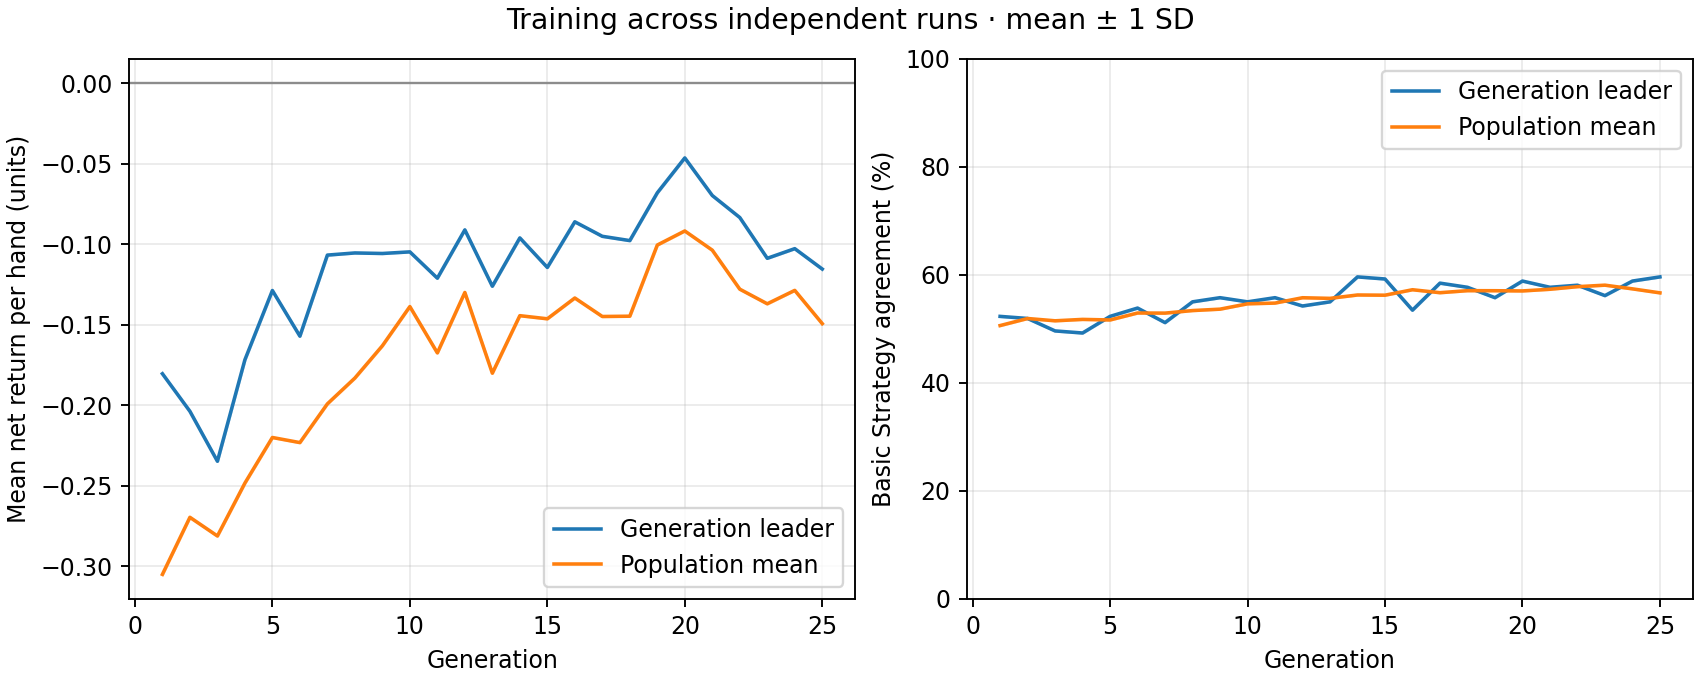 Training across independent runs · mean ± 1 SD
Mean net return per hand (units)
0.00
−0.05
−0.10
−0.15
−0.20
−0.25
−0.30
Generation leader
Population mean
0 5 10 15 20 25
Generation
Basic Strategy agreement (%)
100
80
60
40
20
0
Generation leader
Population mean
0 5 10 15 20 25
Generation